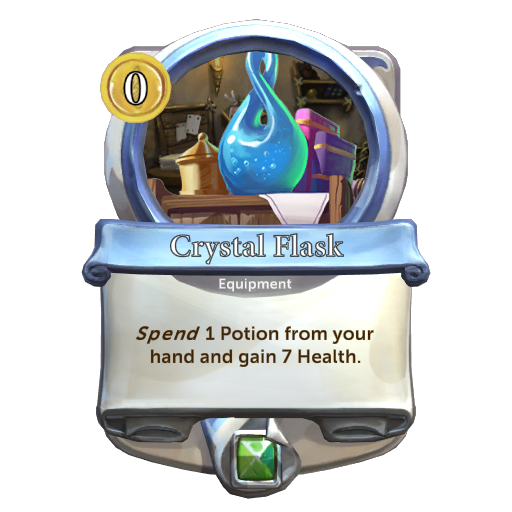 0
Crystal Flask
Equipment
Spend 1 Potion from your
hand and gain 7 Health.